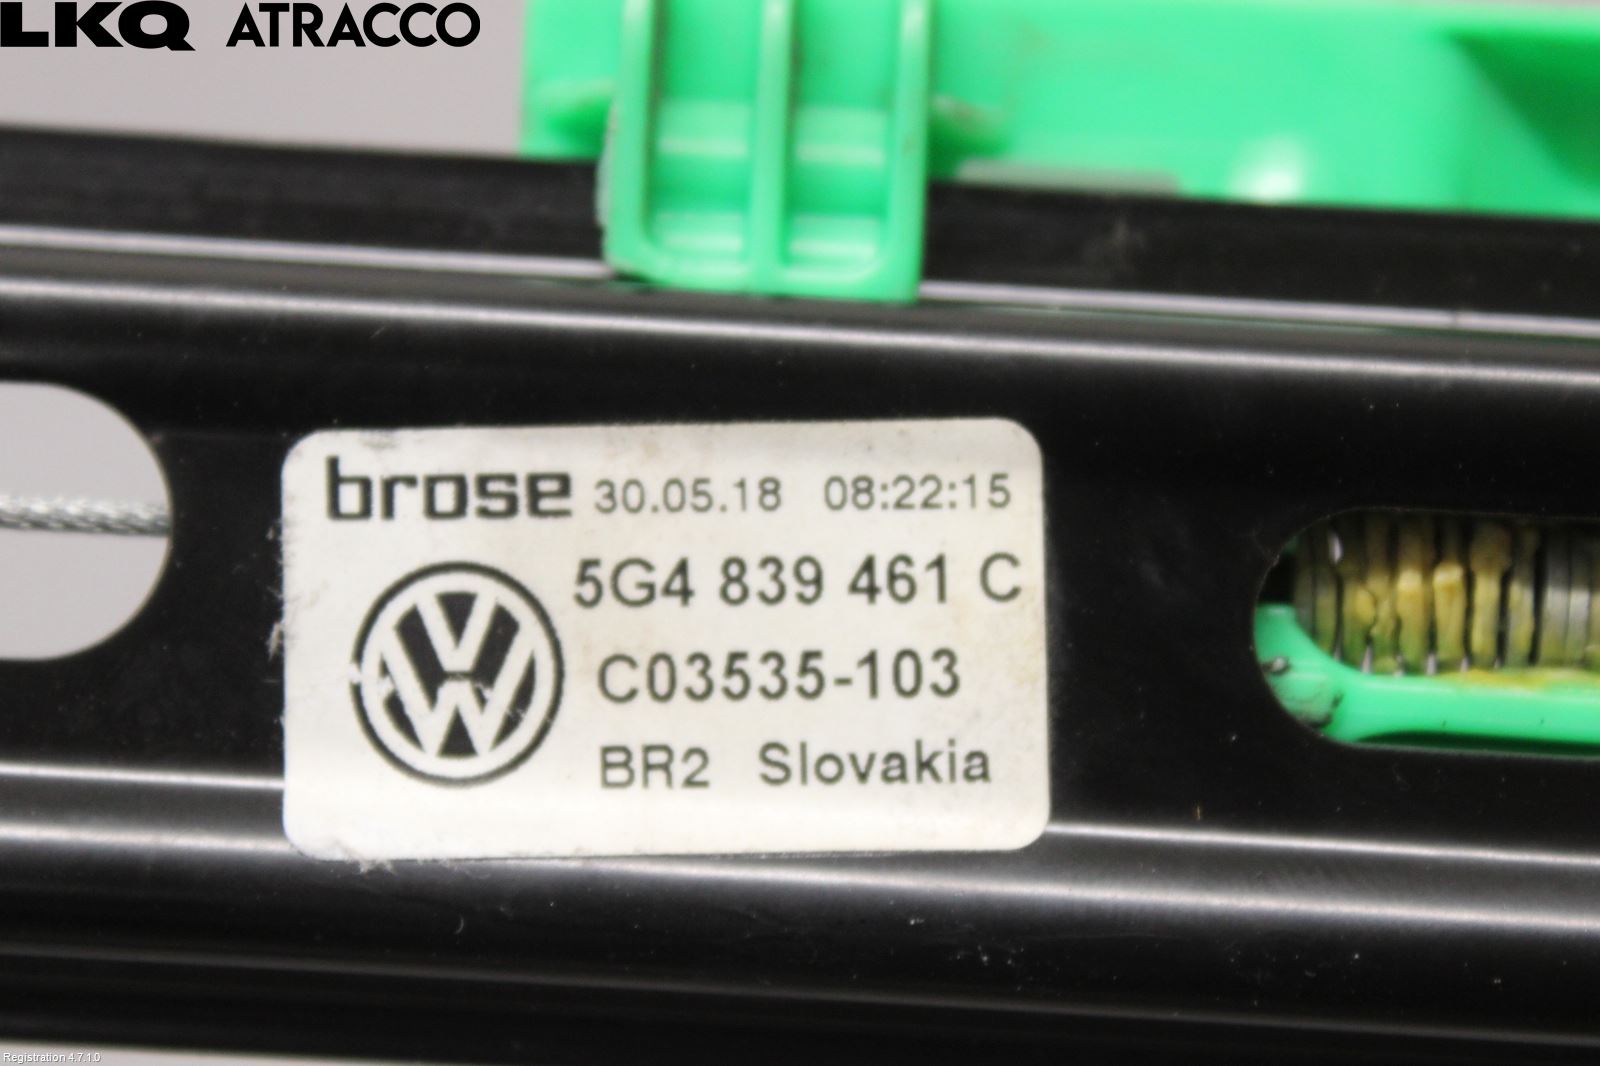 LKQ ATRACCO
brose 30.05.18 08:22:15
5G4 839 461 C
C03535-103
BR2 Slovakia
Registration 4.7.1.0